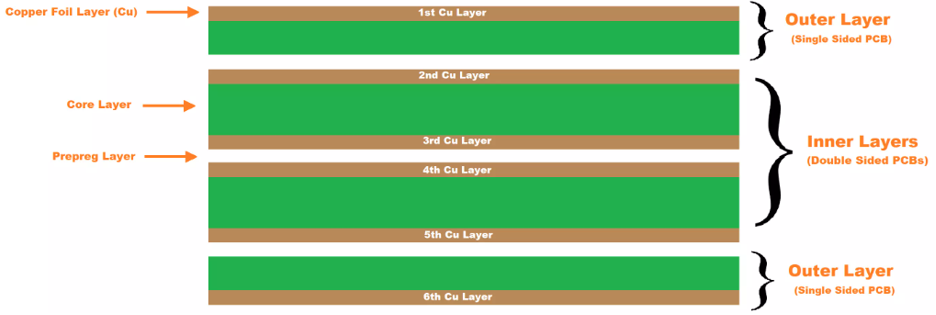 Copper Foil Layer (Cu)
1st Cu Layer
Outer Layer
(Single Sided PCB)
2nd Cu Layer
Core Layer
3rd Cu Layer
Inner Layers
(Double Sided PCBs)
Prepreg Layer
4th Cu Layer
5th Cu Layer
Outer Layer
(Single Sided PCB)
6th Cu Layer